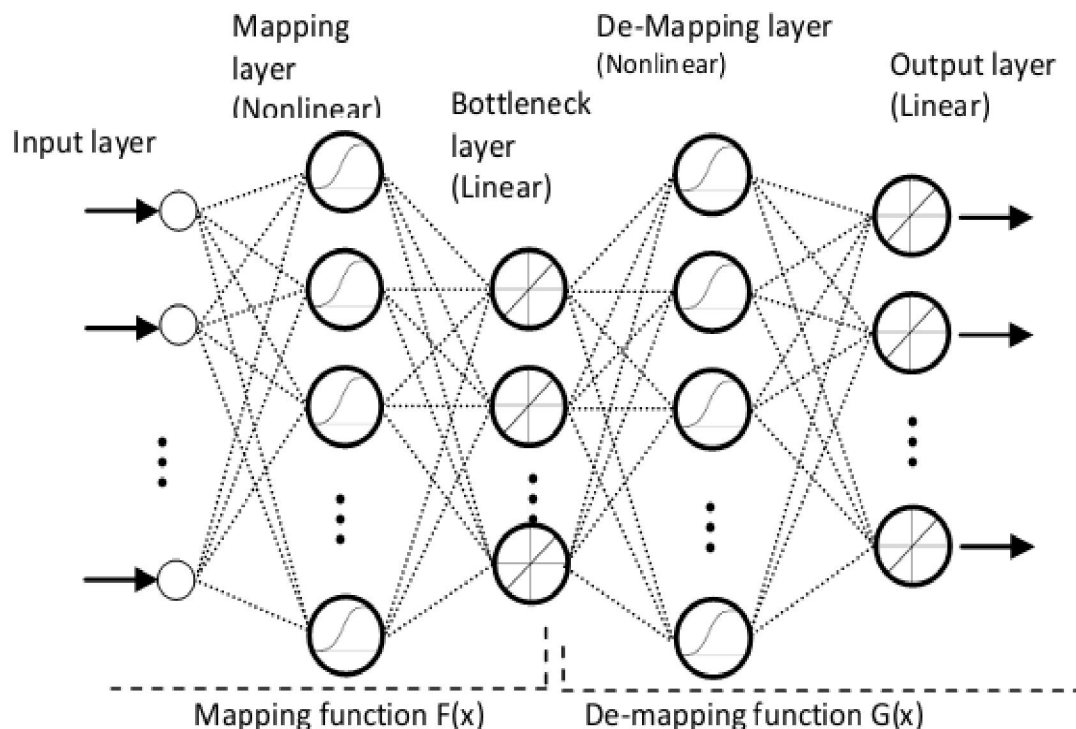 Mapping
layer
(Nonlinear)
De-Mapping layer
(Nonlinear)
Output layer
(Linear)
Bottleneck
layer
(Linear)
Input layer
Mapping function F(x)
De-mapping function G(x)